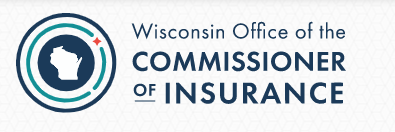 Wisconsin Office of the
COMMISSIONER
OF INSURANCE